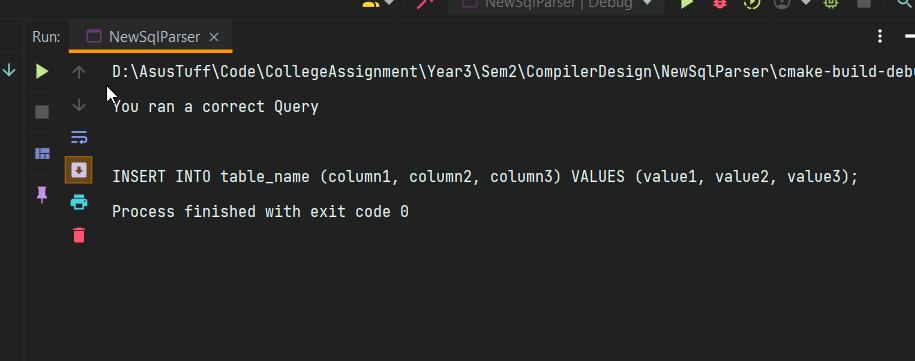 NewSqlParser | Debug
Run: NewSqlParser
D:\AsusTuff\Code\CollegeAssignment\Year3\Sem2\CompilerDesign\NewSqlParser\cmake-build-deb
You ran a correct Query
INSERT INTO table_name (column1, column2, column3) VALUES (value1, value2, value3);
Process finished with exit code 0